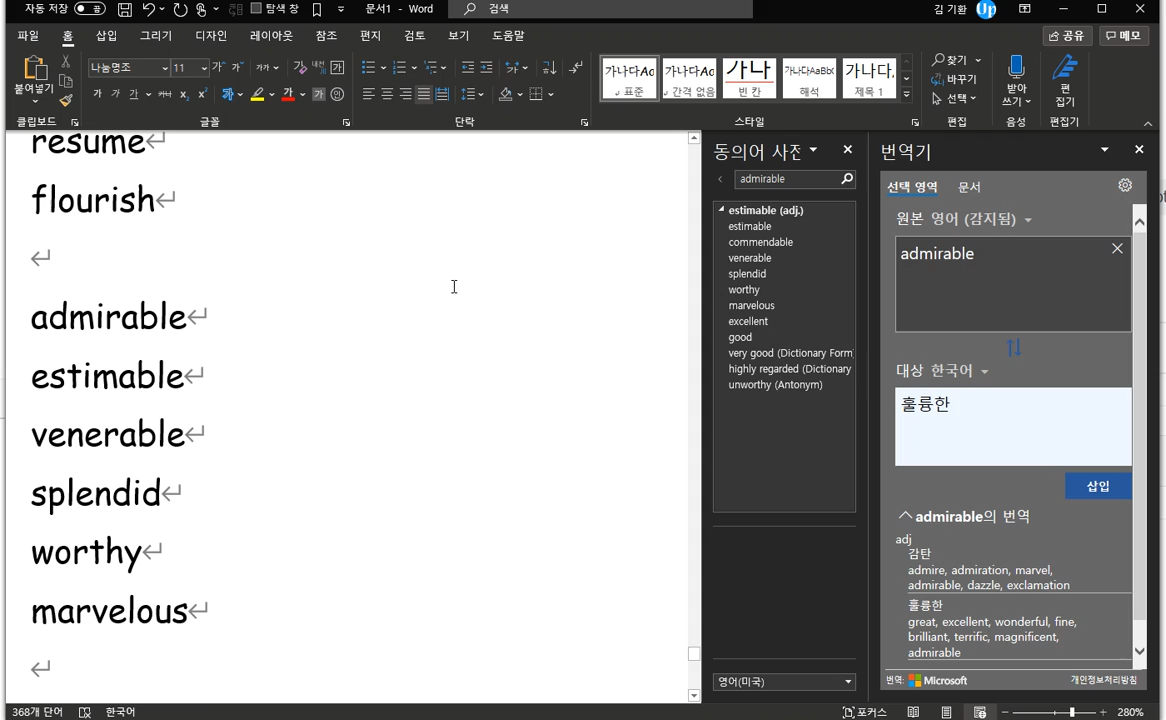 자동 저장 끔
탐색 창
문서1 - Word
검색
김 기환
파일 홈 삽입 그리기 디자인 레이아웃 참조 편지 검토 보기 도움말 공유 메모
붙여넣기
나눔명조 11
가나다Aa 가나다Aa 가나 가나다AaBb 가나다,
표준 간격 없음 빈 칸 해석 제목 1
찾기
바꾸기
선택
받아
쓰기
편
집기
클립보드 글꼴 단락 스타일 편집 음성 편집기
resume
flourish
admirable
estimable
venerable
splendid
worthy
marvelous
동의어 사전
admirable
estimable (adj.)
estimable
commendable
venerable
splendid
worthy
marvelous
excellent
good
very good (Dictionary Form)
highly regarded (Dictionary
unworthy (Antonym)
영어(미국)
번역기
선택 영역 문서
원본 영어 (감지됨)
admirable
대상 한국어
훌륭한
삽입
admirable의 번역
adj
감탄
admire, admiration, marvel,
admirable, dazzle, exclamation
훌륭한
great, excellent, wonderful, fine,
brilliant, terrific, magnificent,
admirable
번역: Microsoft 개인정보처리방침
368개 단어 한국어 포커스 280%